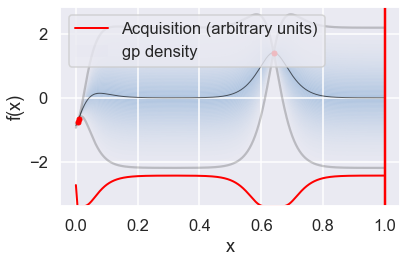 Acquisition (arbitrary units)
gp density
f(x)
2
0
−2
0.0 0.2 0.4 0.6 0.8 1.0
x